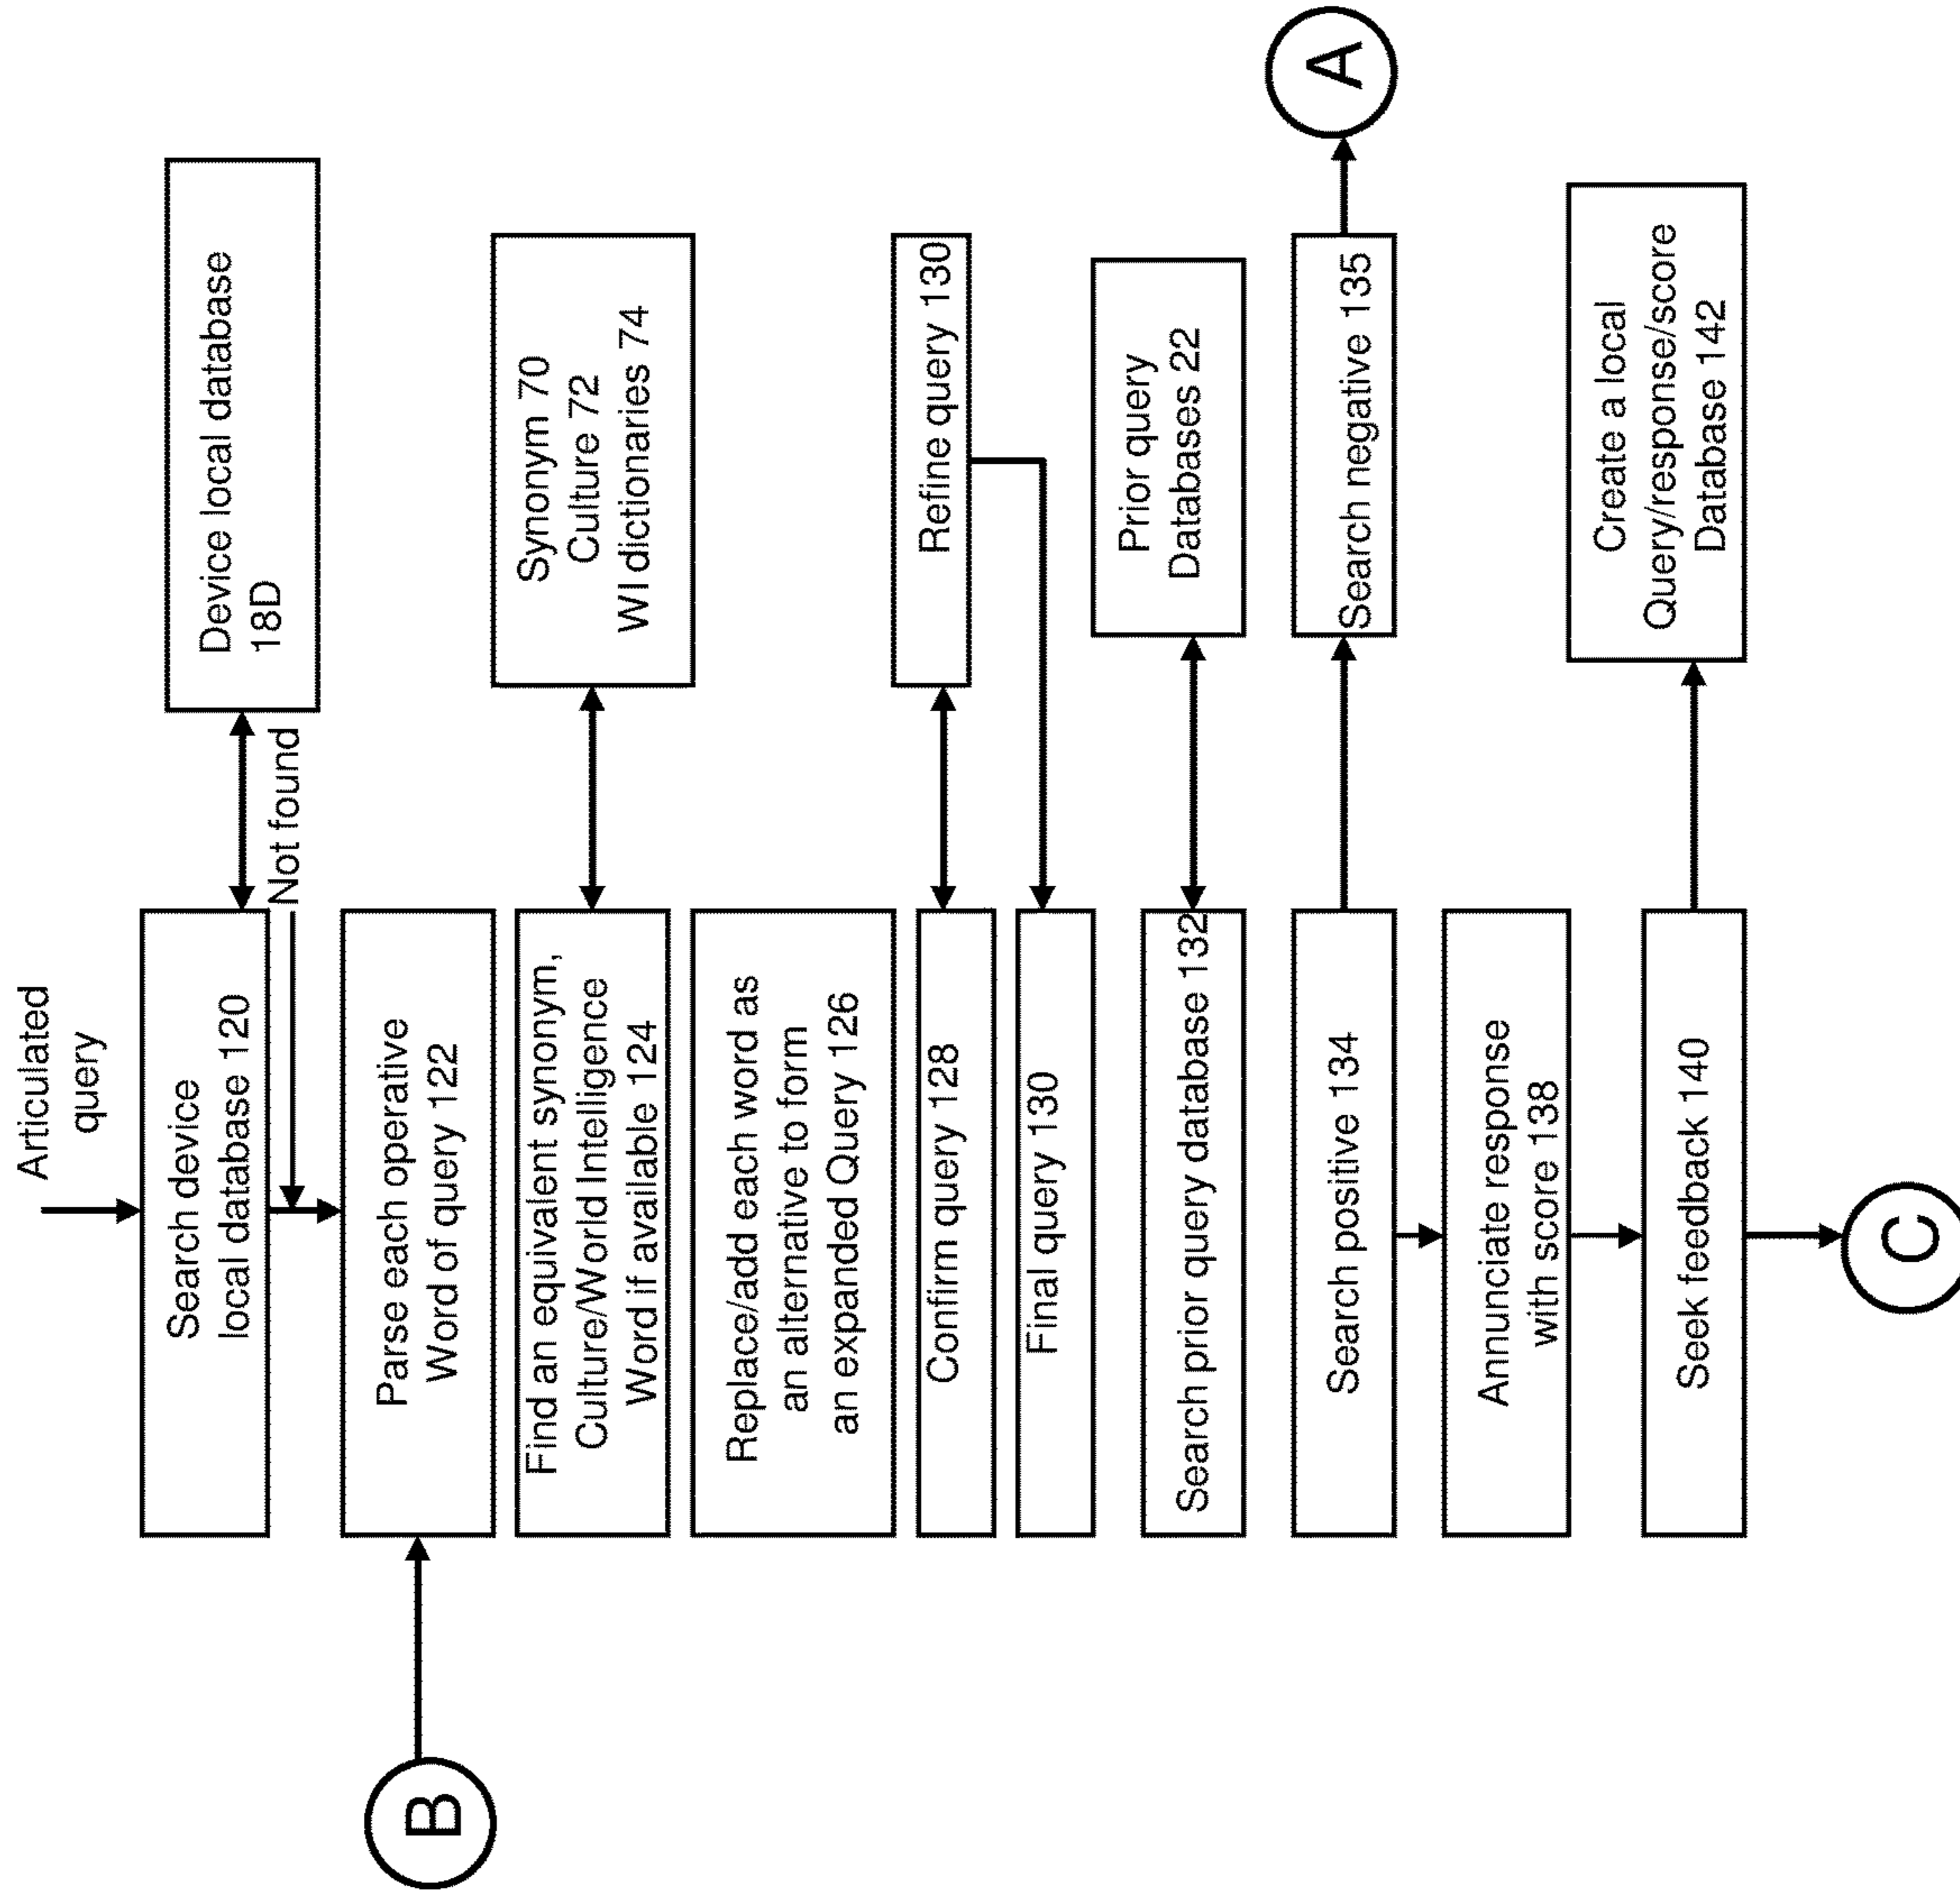 Articulated
query
Search device
local database 120
Device local database
18D
Not found
B
Parse each operative
Word of query 122
Find an equivalent synonym,
Culture/World Intelligence
Word if available 124
Synonym 70
Culture 72
WI dictionaries 74
Replace/add each word as
an alternative to form
an expanded Query 126
Confirm query 128
Refine query 130
Final query 130
Search prior query database 132
Prior query
Databases 22
Search positive 134
Search negative 135
A
Annunciate response
with score 138
Seek feedback 140
Create a local
Query/response/score
Database 142
C